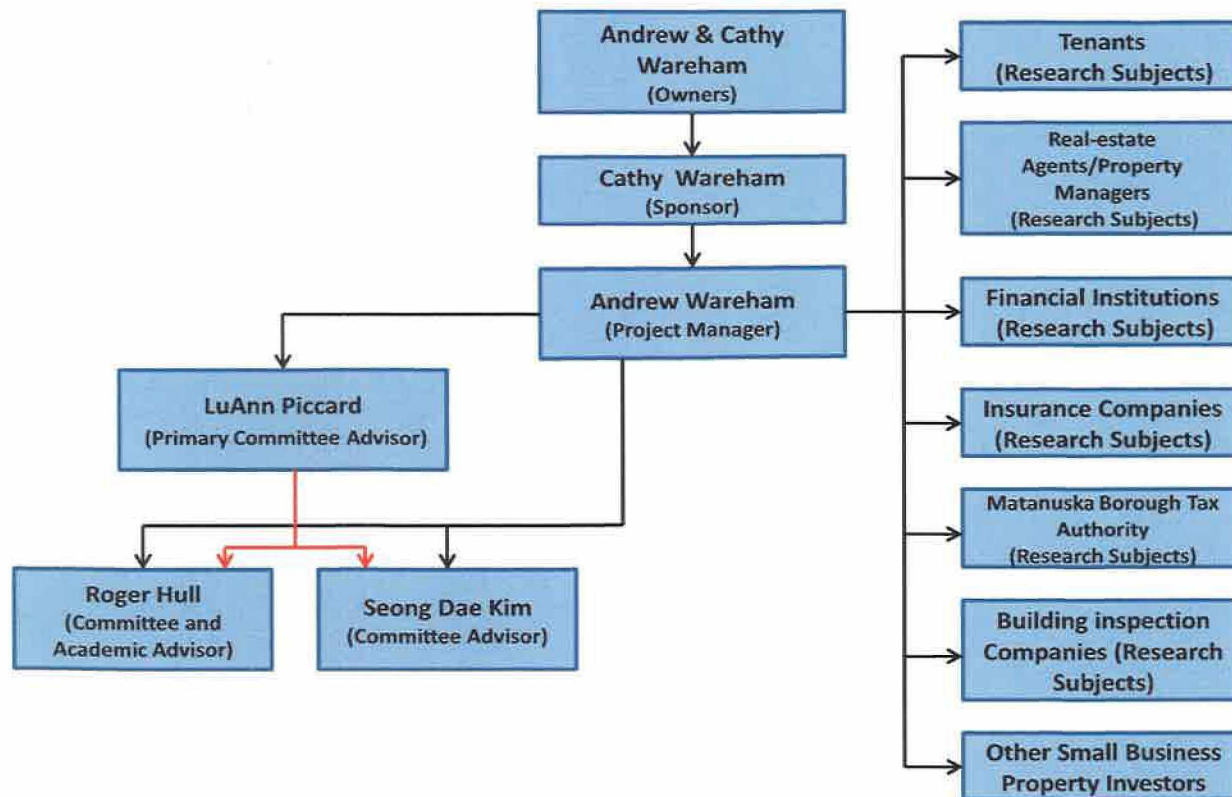 Andrew & Cathy
Wareham
(Owners)
Cathy Wareham
(Sponsor)
Andrew Wareham
(Project Manager)
LuAnn Piccard
(Primary Committee Advisor)
Roger Hull
(Committee and
Academic Advisor)
Seong Dae Kim
(Committee Advisor)
Tenants
(Research Subjects)
Real-estate
Agents/Property
Managers
(Research Subjects)
Financial Institutions
(Research Subjects)
Insurance Companies
(Research Subjects)
Matanuska Borough Tax
Authority
(Research Subjects)
Building inspection
Companies (Research
Subjects)
Other Small Business
Property Investors